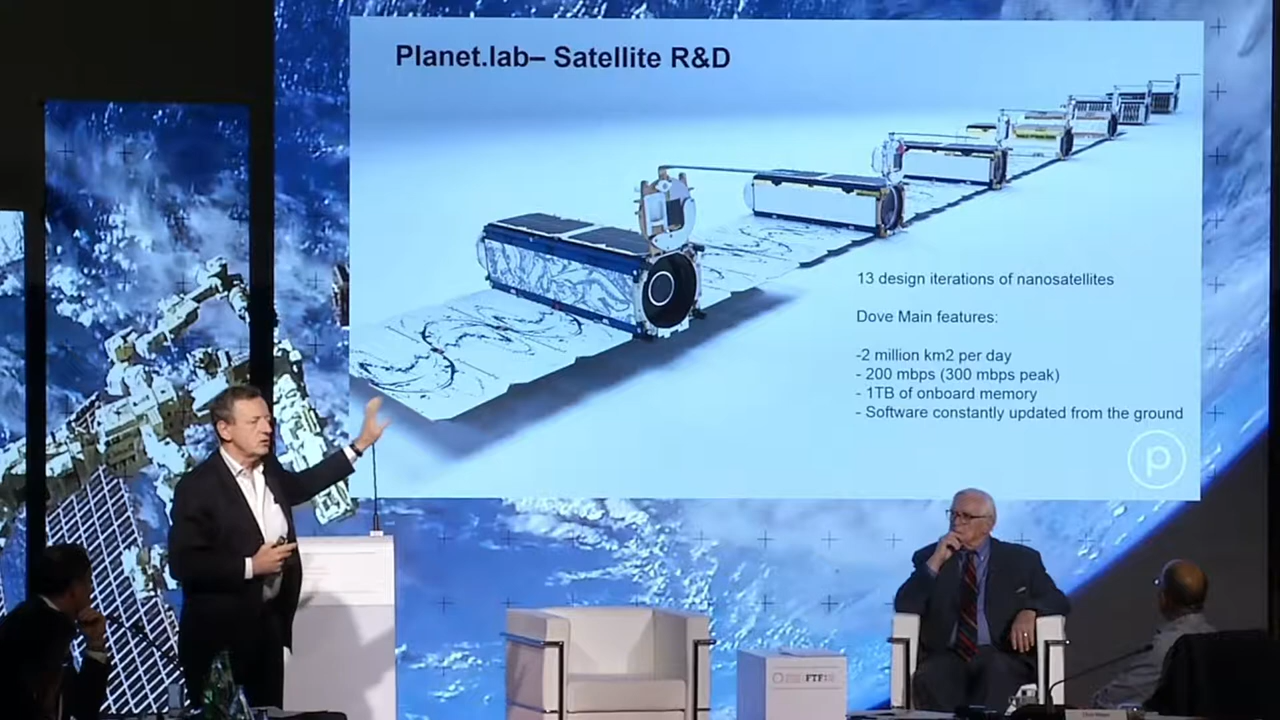 Planet.lab– Satellite R&D
13 design iterations of nanosatellites
Dove Main features:
-2 million km2 per day
- 200 mbps (300 mbps peak)
- 1TB of onboard memory
- Software constantly updated from the ground
p